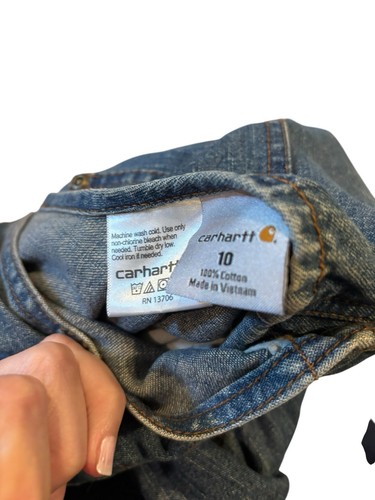 Machine wash cold. Use only
non-chlorine bleach when
needed. Tumble dry low.
Cool iron if needed.
carhartt
RN 13706
carhartt
10
100% Cotton
Made in Vietnam